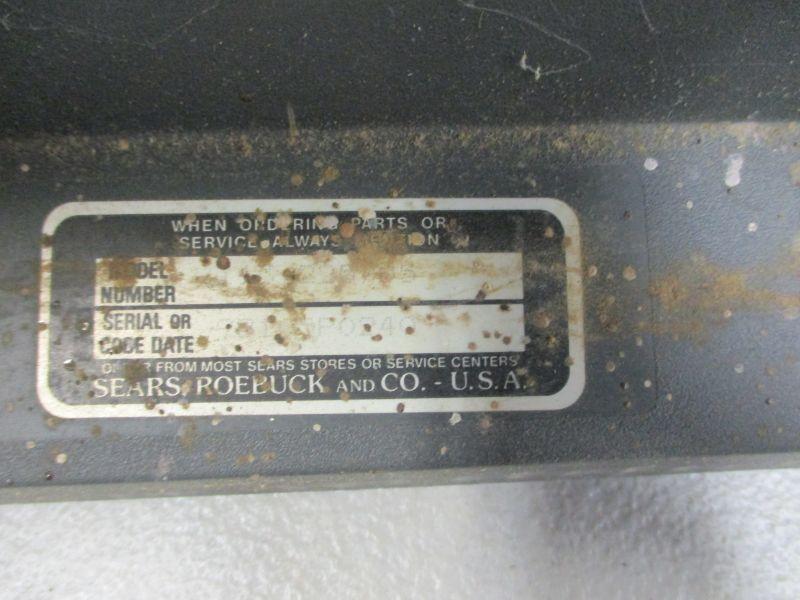 WHEN ORDERING PARTS OR
SERVICE ALWAYS MENTION
MODEL
NUMBER
SERIAL OR
CODE DATE
ORDER FROM MOST SEARS STORES OR SERVICE CENTERS
SEARS, ROEBUCK AND CO. - U.S.A.